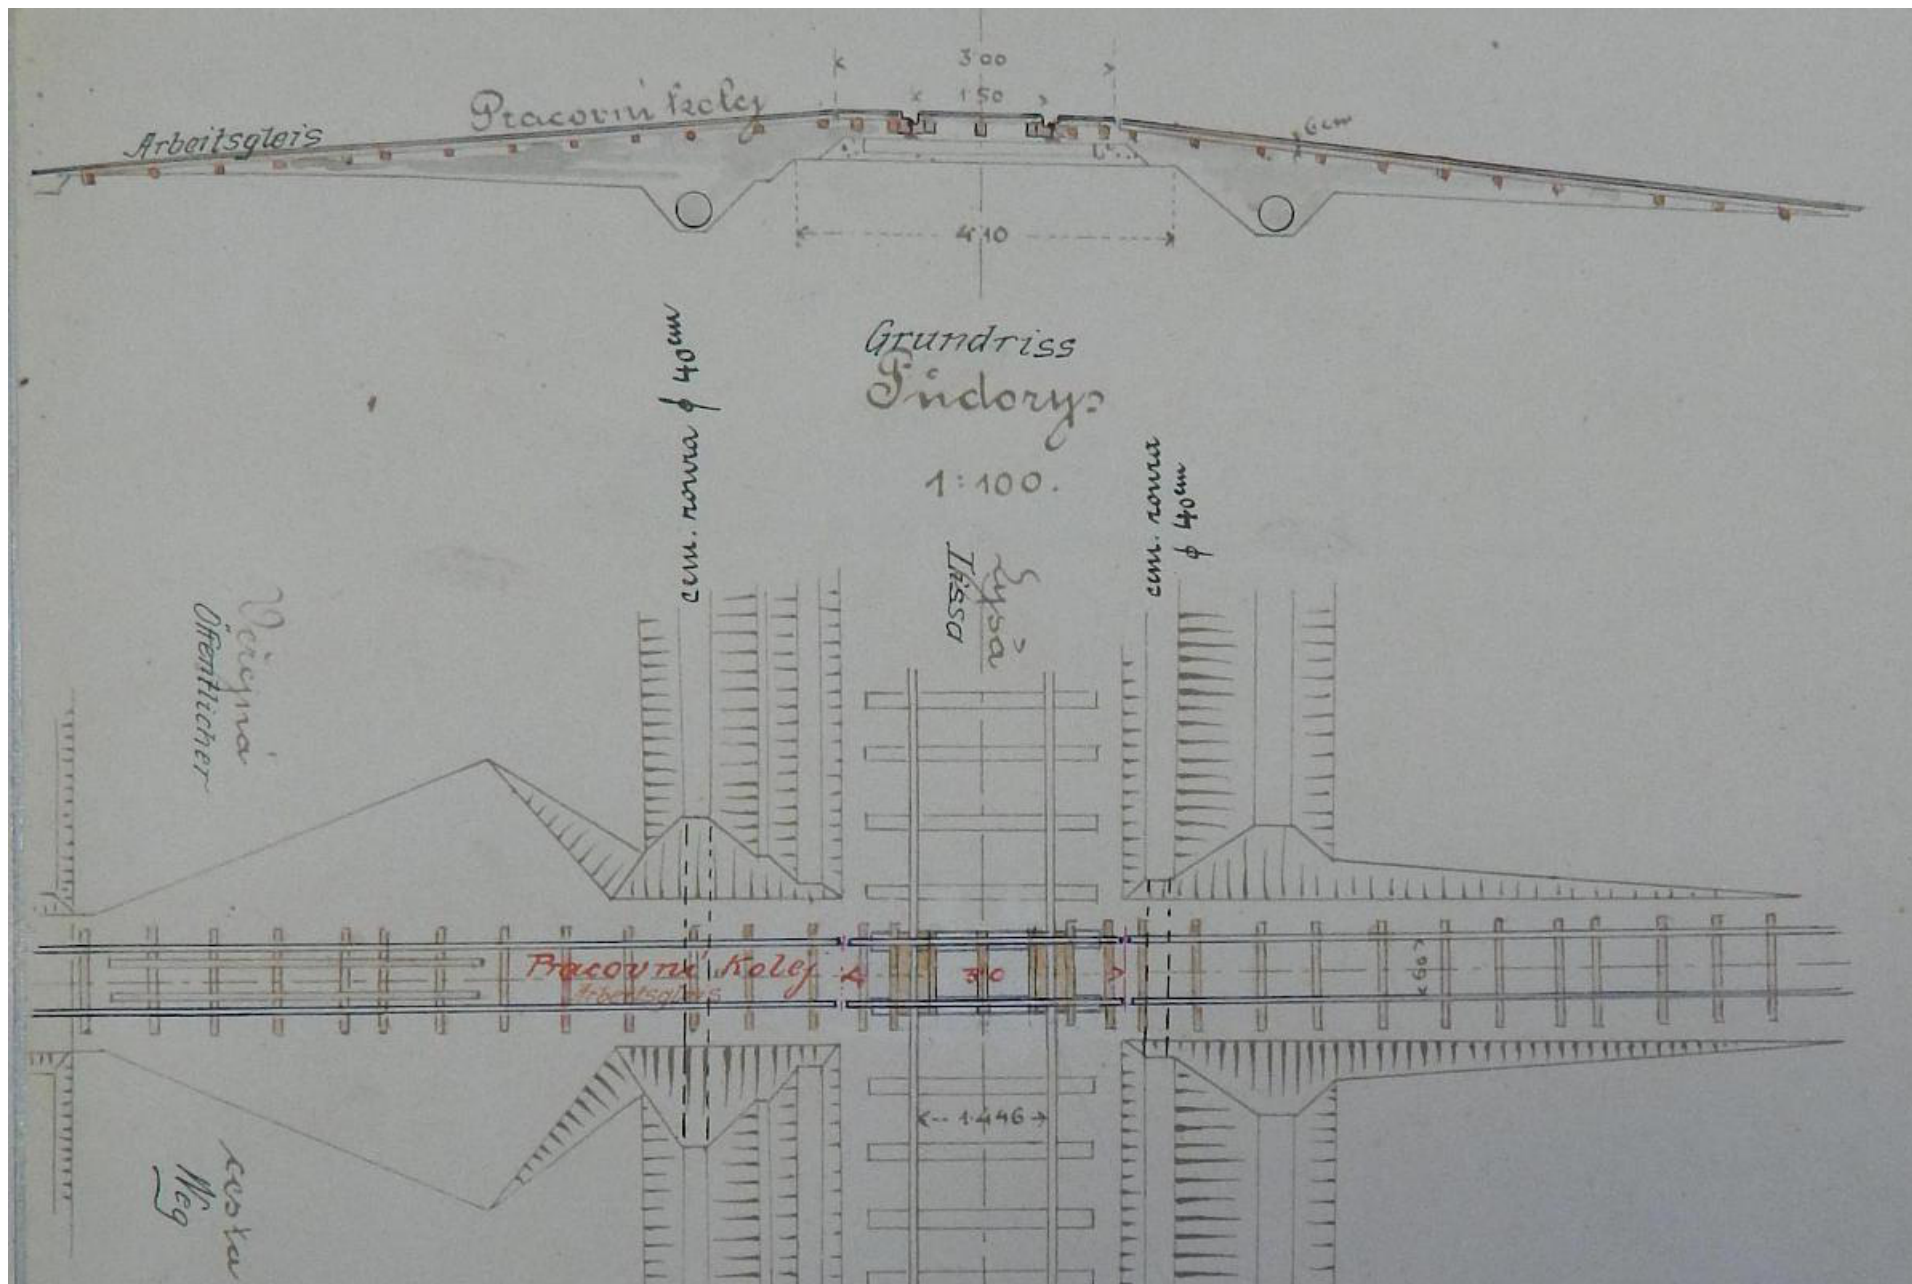 3 00
1 50
Pracovní kolej
Arbeitsgleis
6cm
4 10
Grundriss
Půdorys
1:100.
cem. roura ϕ 40cm
cem. roura
ϕ 40cm
Lysá
Lissa
Veřejná
Öffentlicher
Pracovní Kolej
Arbeitsgleis
3 0
<60>
1.446
cesta
Weg